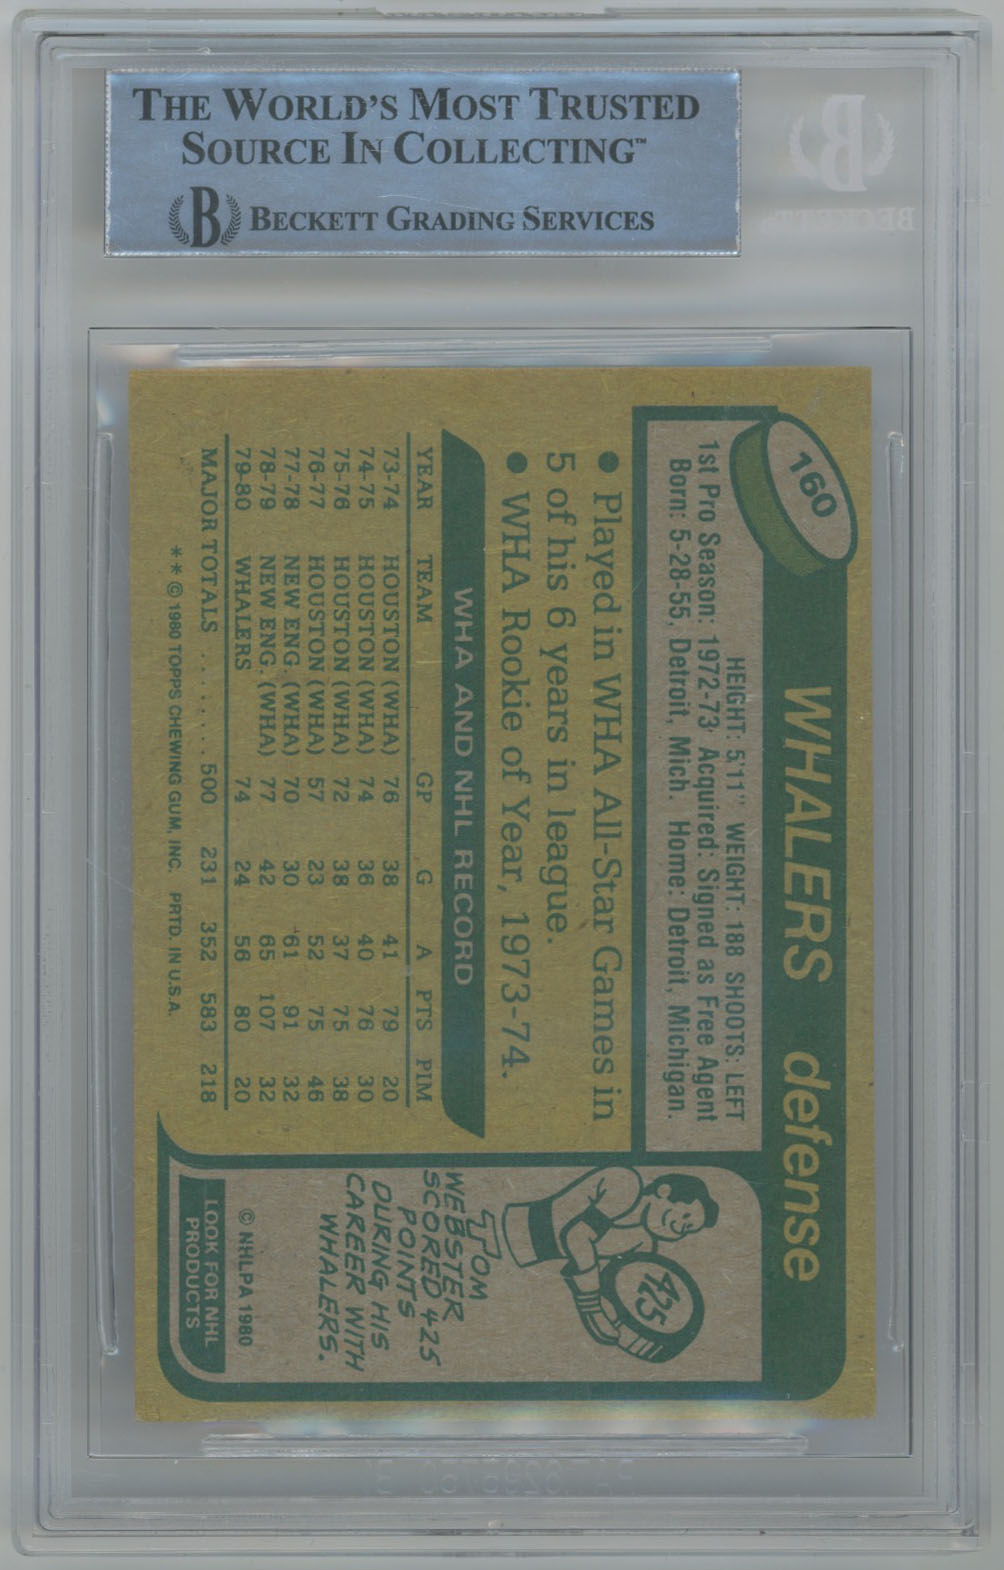 THE WORLD'S MOST TRUSTED
SOURCE IN COLLECTING™
B BECKETT GRADING SERVICES
B
160
WHALERS defense
HEIGHT: 5'11" WEIGHT: 188 SHOOTS: LEFT
1st Pro Season: 1972-73 Acquired: Signed as Free Agent
Born: 5-28-55, Detroit, Mich. Home: Detroit, Michigan.
• Played in WHA All-Star Games in
5 of his 6 years in league.
• WHA Rookie of Year, 1973-74.
WHA AND NHL RECORD
YEAR TEAM GP G A PTS PIM
73-74 HOUSTON (WHA) 76 38 41 79 20
74-75 HOUSTON (WHA) 74 36 40 76 30
75-76 HOUSTON (WHA) 72 38 37 75 38
76-77 HOUSTON (WHA) 57 23 52 75 46
77-78 NEW ENG. (WHA) 70 30 61 91 32
78-79 NEW ENG. (WHA) 77 42 65 107 32
79-80 WHALERS 74 24 56 80 20
MAJOR TOTALS ........ 500 231 352 583 218
**© 1980 TOPPS CHEWING GUM, INC. PRTD. IN U.S.A.
425
TOM
WEBSTER
SCORED 425
POINTS
DURING HIS
CAREER WITH
WHALERS.
© NHLPA 1980
LOOK FOR NHL
PRODUCTS